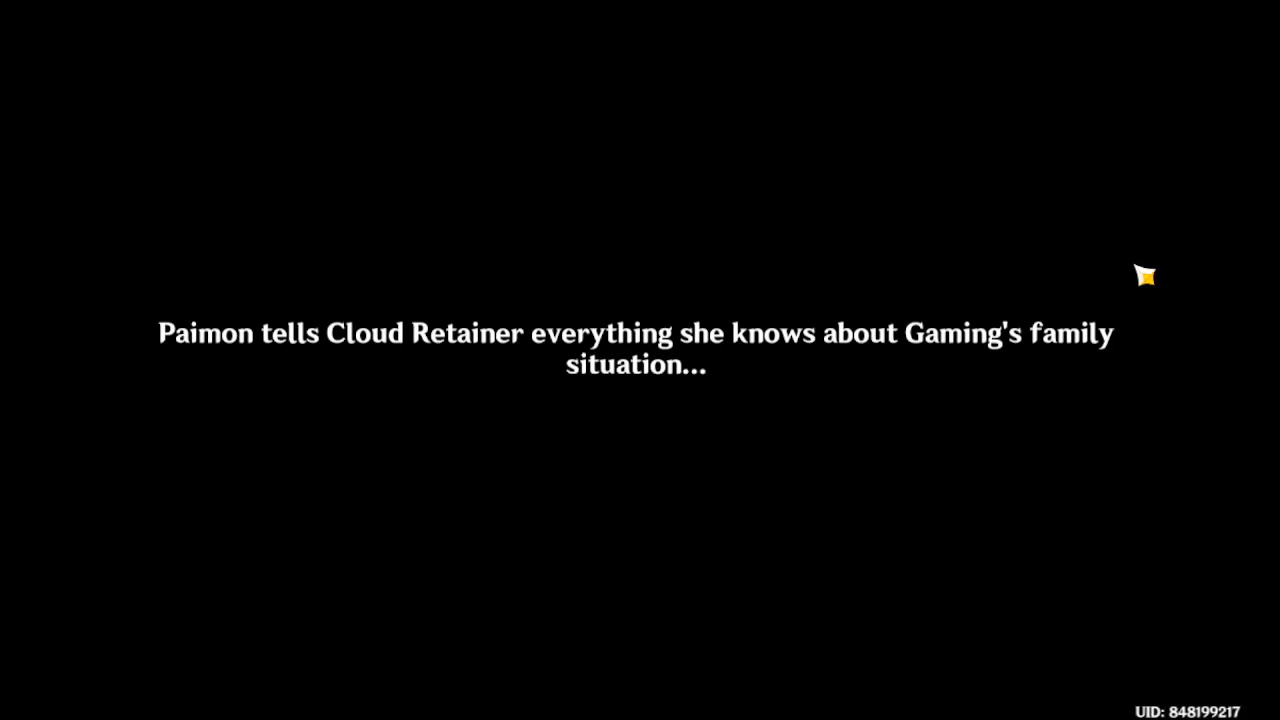 Paimon tells Cloud Retainer everything she knows about Gaming's family
situation...
UID: 848199217